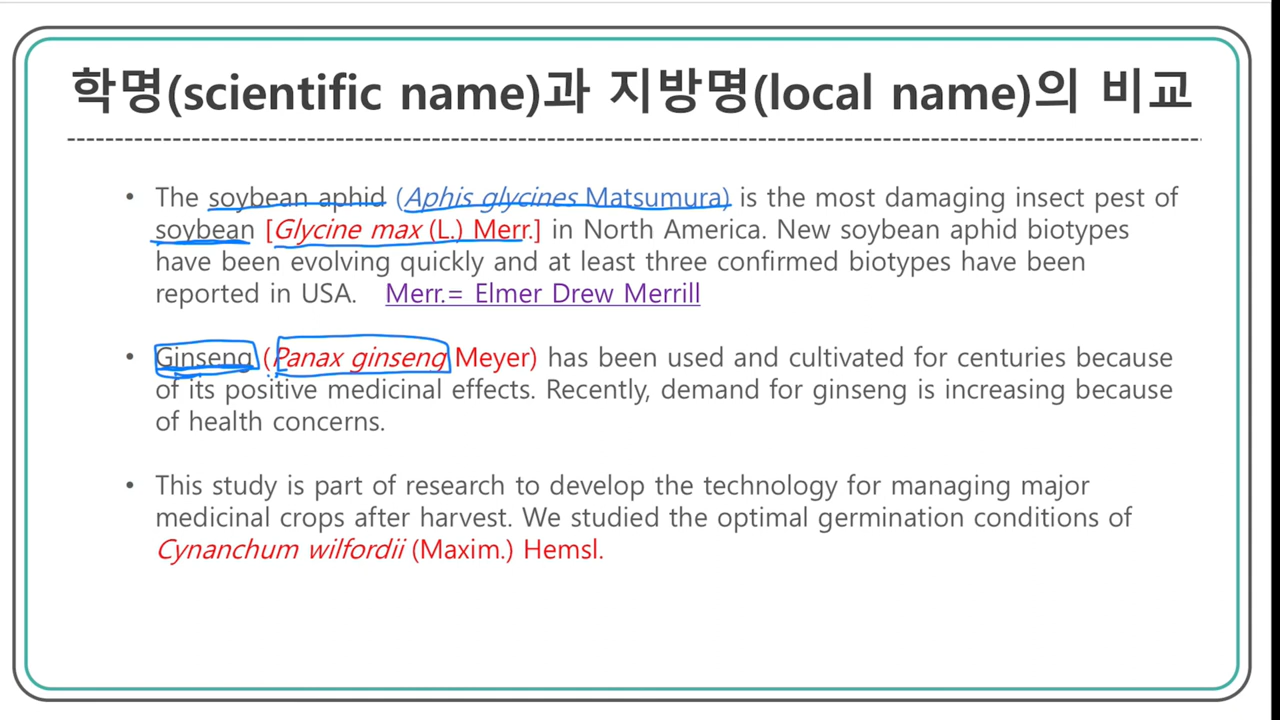 학명(scientific name)과 지방명(local name)의 비교
• The soybean aphid (Aphis glycines Matsumura) is the most damaging insect pest of
soybean [Glycine max (L.) Merr.] in North America. New soybean aphid biotypes
have been evolving quickly and at least three confirmed biotypes have been
reported in USA. Merr.= Elmer Drew Merrill
• Ginseng (Panax ginseng Meyer) has been used and cultivated for centuries because
of its positive medicinal effects. Recently, demand for ginseng is increasing because
of health concerns.
• This study is part of research to develop the technology for managing major
medicinal crops after harvest. We studied the optimal germination conditions of
Cynanchum wilfordii (Maxim.) Hemsl.